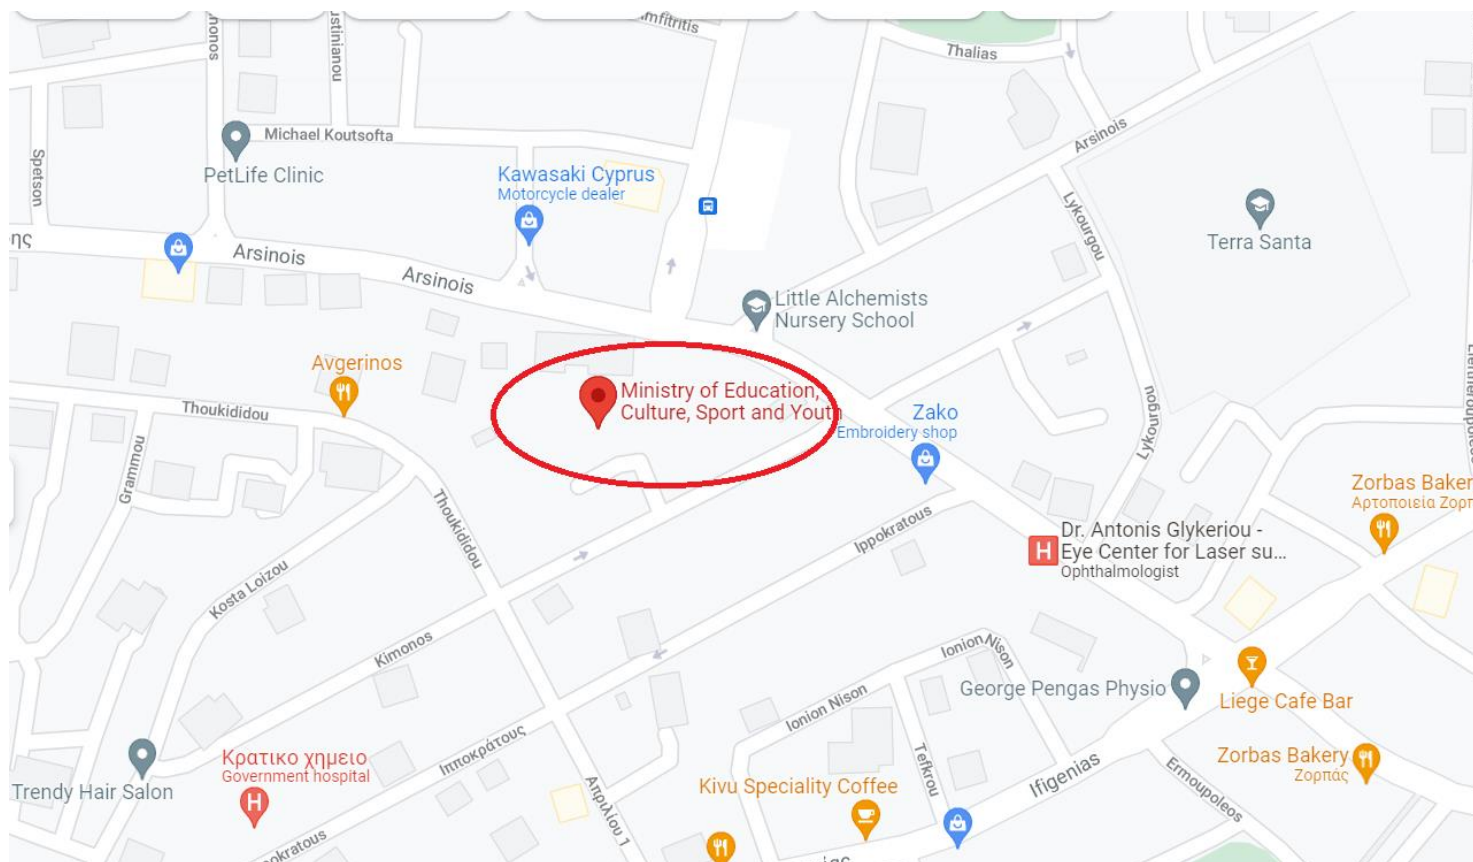 Amfitritis
Thalias
Arsinois
Michael Koutsofta
PetLife Clinic
Spetson
Kawasaki Cyprus
Motorcycle dealer
Lykourgou
Terra Santa
Arsinois
Arsinois
Little Alchemists
Nursery School
Avgerinos
Ministry of Education,
Culture, Sport and Youth
Thoukididou
Zako
Embroidery shop
Lykourgou
Grammou
Thoukididou
Zorbas Baker
Ippokratous
Dr. Antonis Glykeriou -
Eye Center for Laser su...
Ophthalmologist
Kosta Loizou
Kimonos
Ionion Nison
George Pengas Physio
Liege Cafe Bar
Ionion Nison
Ιπποκράτους
Κρατικο χημειο
Government hospital
Trendy Hair Salon
Απριλίου 1
Kivu Speciality Coffee
Tefkrou
Ifigenias
Ermoupoleos
Zorbas Bakery
Ζορπάς